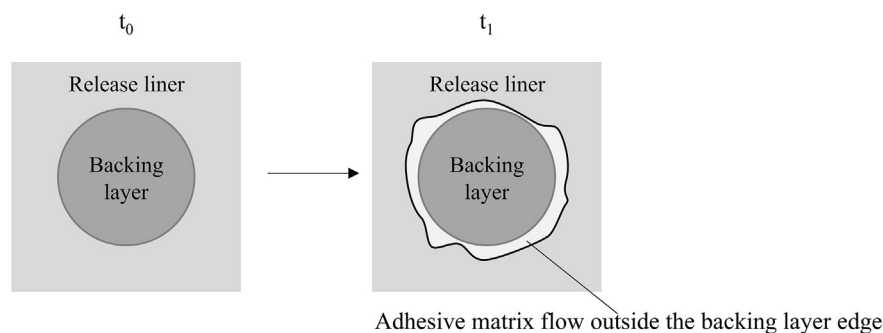 t₀
t₁
Release liner
Release liner
Backing
layer
Backing
layer
Adhesive matrix flow outside the backing layer edge